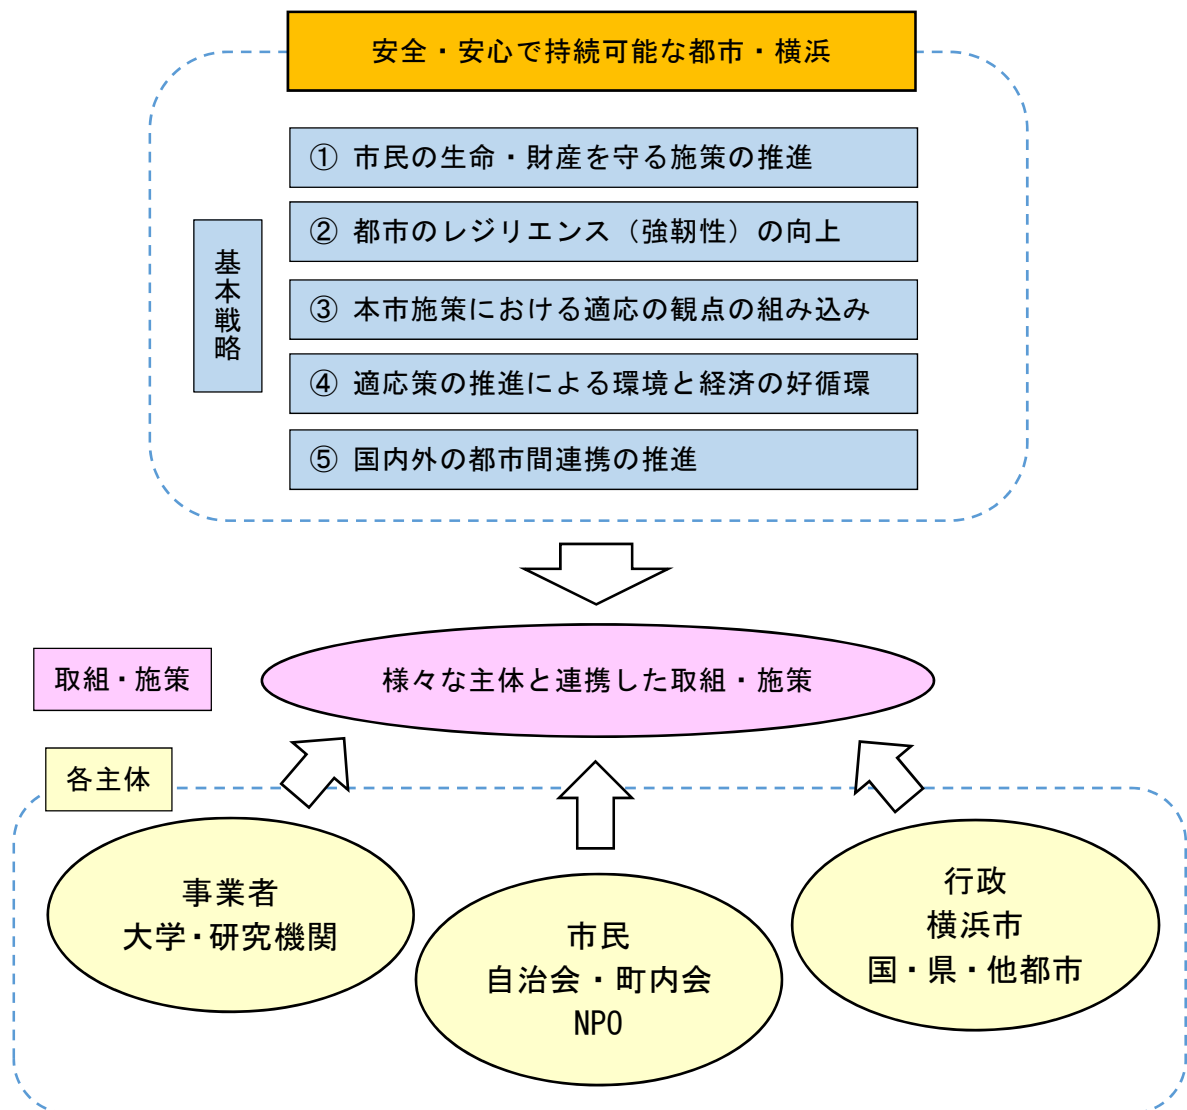 安全・安心で持続可能な都市・横浜
① 市民の生命・財産を守る施策の推進
② 都市のレジリエンス（強靭性）の向上
基本戦略
③ 本市施策における適応の観点の組み込み
④ 適応策の推進による環境と経済の好循環
⑤ 国内外の都市間連携の推進
取組・施策
様々な主体と連携した取組・施策
各主体
事業者
大学・研究機関
市民
自治会・町内会
NPO
行政
横浜市
国・県・他都市